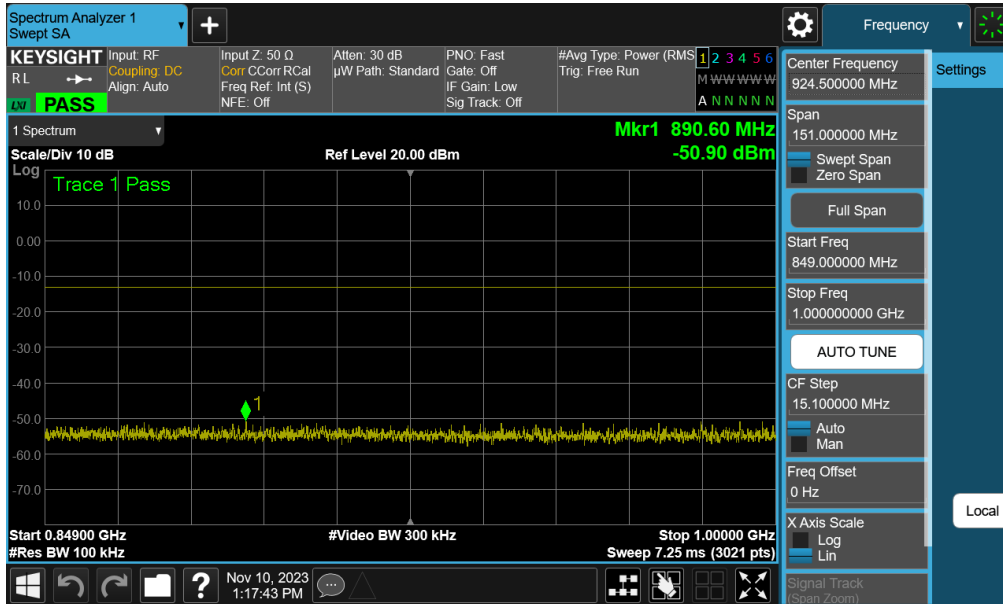 Spectrum Analyzer 1
Swept SA
Frequency
KEYSIGHT
RL
LXI
PASS
Input: RF
Coupling: DC
Align: Auto
Input Z: 50 Ω
Corr CCorr RCal
Freq Ref: Int (S)
NFE: Off
Atten: 30 dB
µW Path: Standard
PNO: Fast
Gate: Off
IF Gain: Low
Sig Track: Off
#Avg Type: Power (RMS
Trig: Free Run
1 2 3 4 5 6
M W W W W W
A N N N N N
1 Spectrum
Scale/Div 10 dB
Ref Level 20.00 dBm
Mkr1 890.60 MHz
-50.90 dBm
Log
Trace 1 Pass
10.0
0.00
-10.0
-20.0
-30.0
-40.0
1
-50.0
-60.0
-70.0
Start 0.84900 GHz
#Video BW 300 kHz
Stop 1.00000 GHz
#Res BW 100 kHz
Sweep 7.25 ms (3021 pts)
?
Nov 10, 2023
1:17:43 PM
Center Frequency
924.500000 MHz
Span
151.000000 MHz
Swept Span
Zero Span
Full Span
Start Freq
849.000000 MHz
Stop Freq
1.000000000 GHz
AUTO TUNE
CF Step
15.100000 MHz
Auto
Man
Freq Offset
0 Hz
X Axis Scale
Log
Lin
Signal Track
(Span Zoom)
Settings
Local